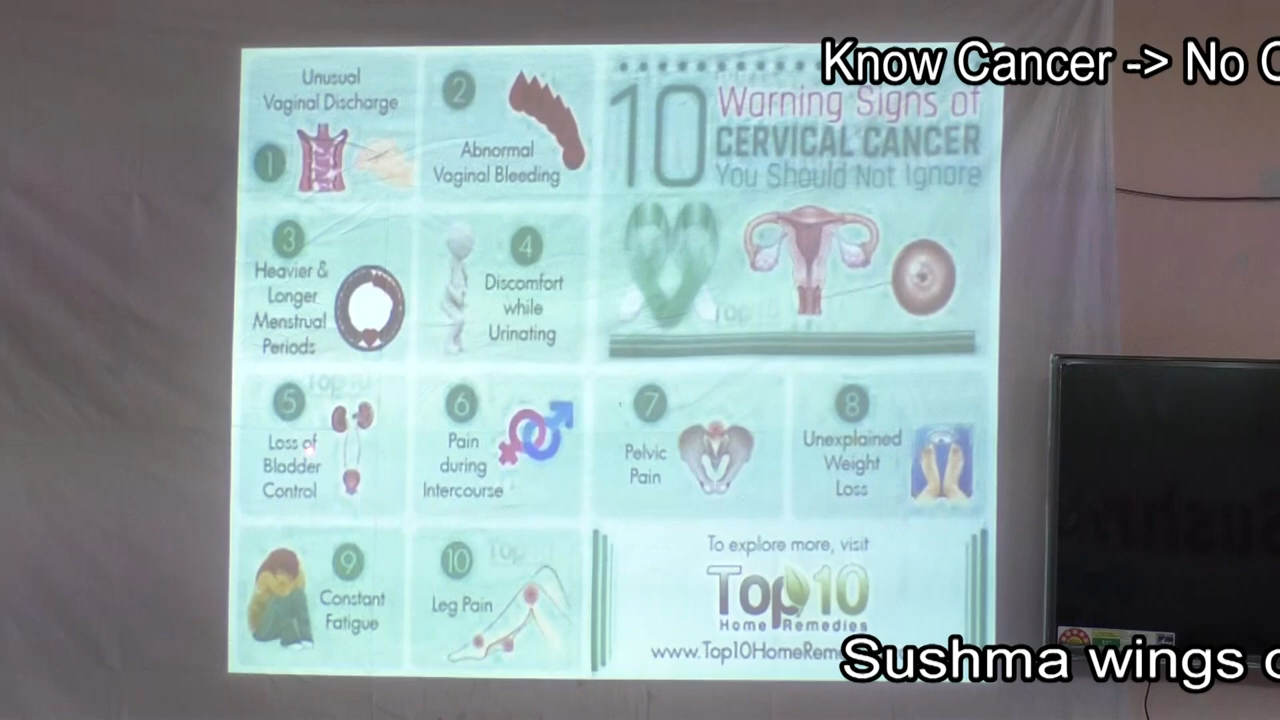 Know Cancer -> No C
10
Warning Signs of
CERVICAL CANCER
You Should Not Ignore
Unusual
Vaginal Discharge
1
2
Abnormal
Vaginal Bleeding
3
Heavier &
Longer
Menstrual
Periods
4
Discomfort
while
Urinating
5
Loss of
Bladder
Control
6
Pain
during
Intercourse
7
Pelvic
Pain
8
Unexplained
Weight
Loss
9
Constant
Fatigue
10
Leg Pain
To explore more, visit
Top10
Home Remedies
www.Top10HomeRem
Sushma wings